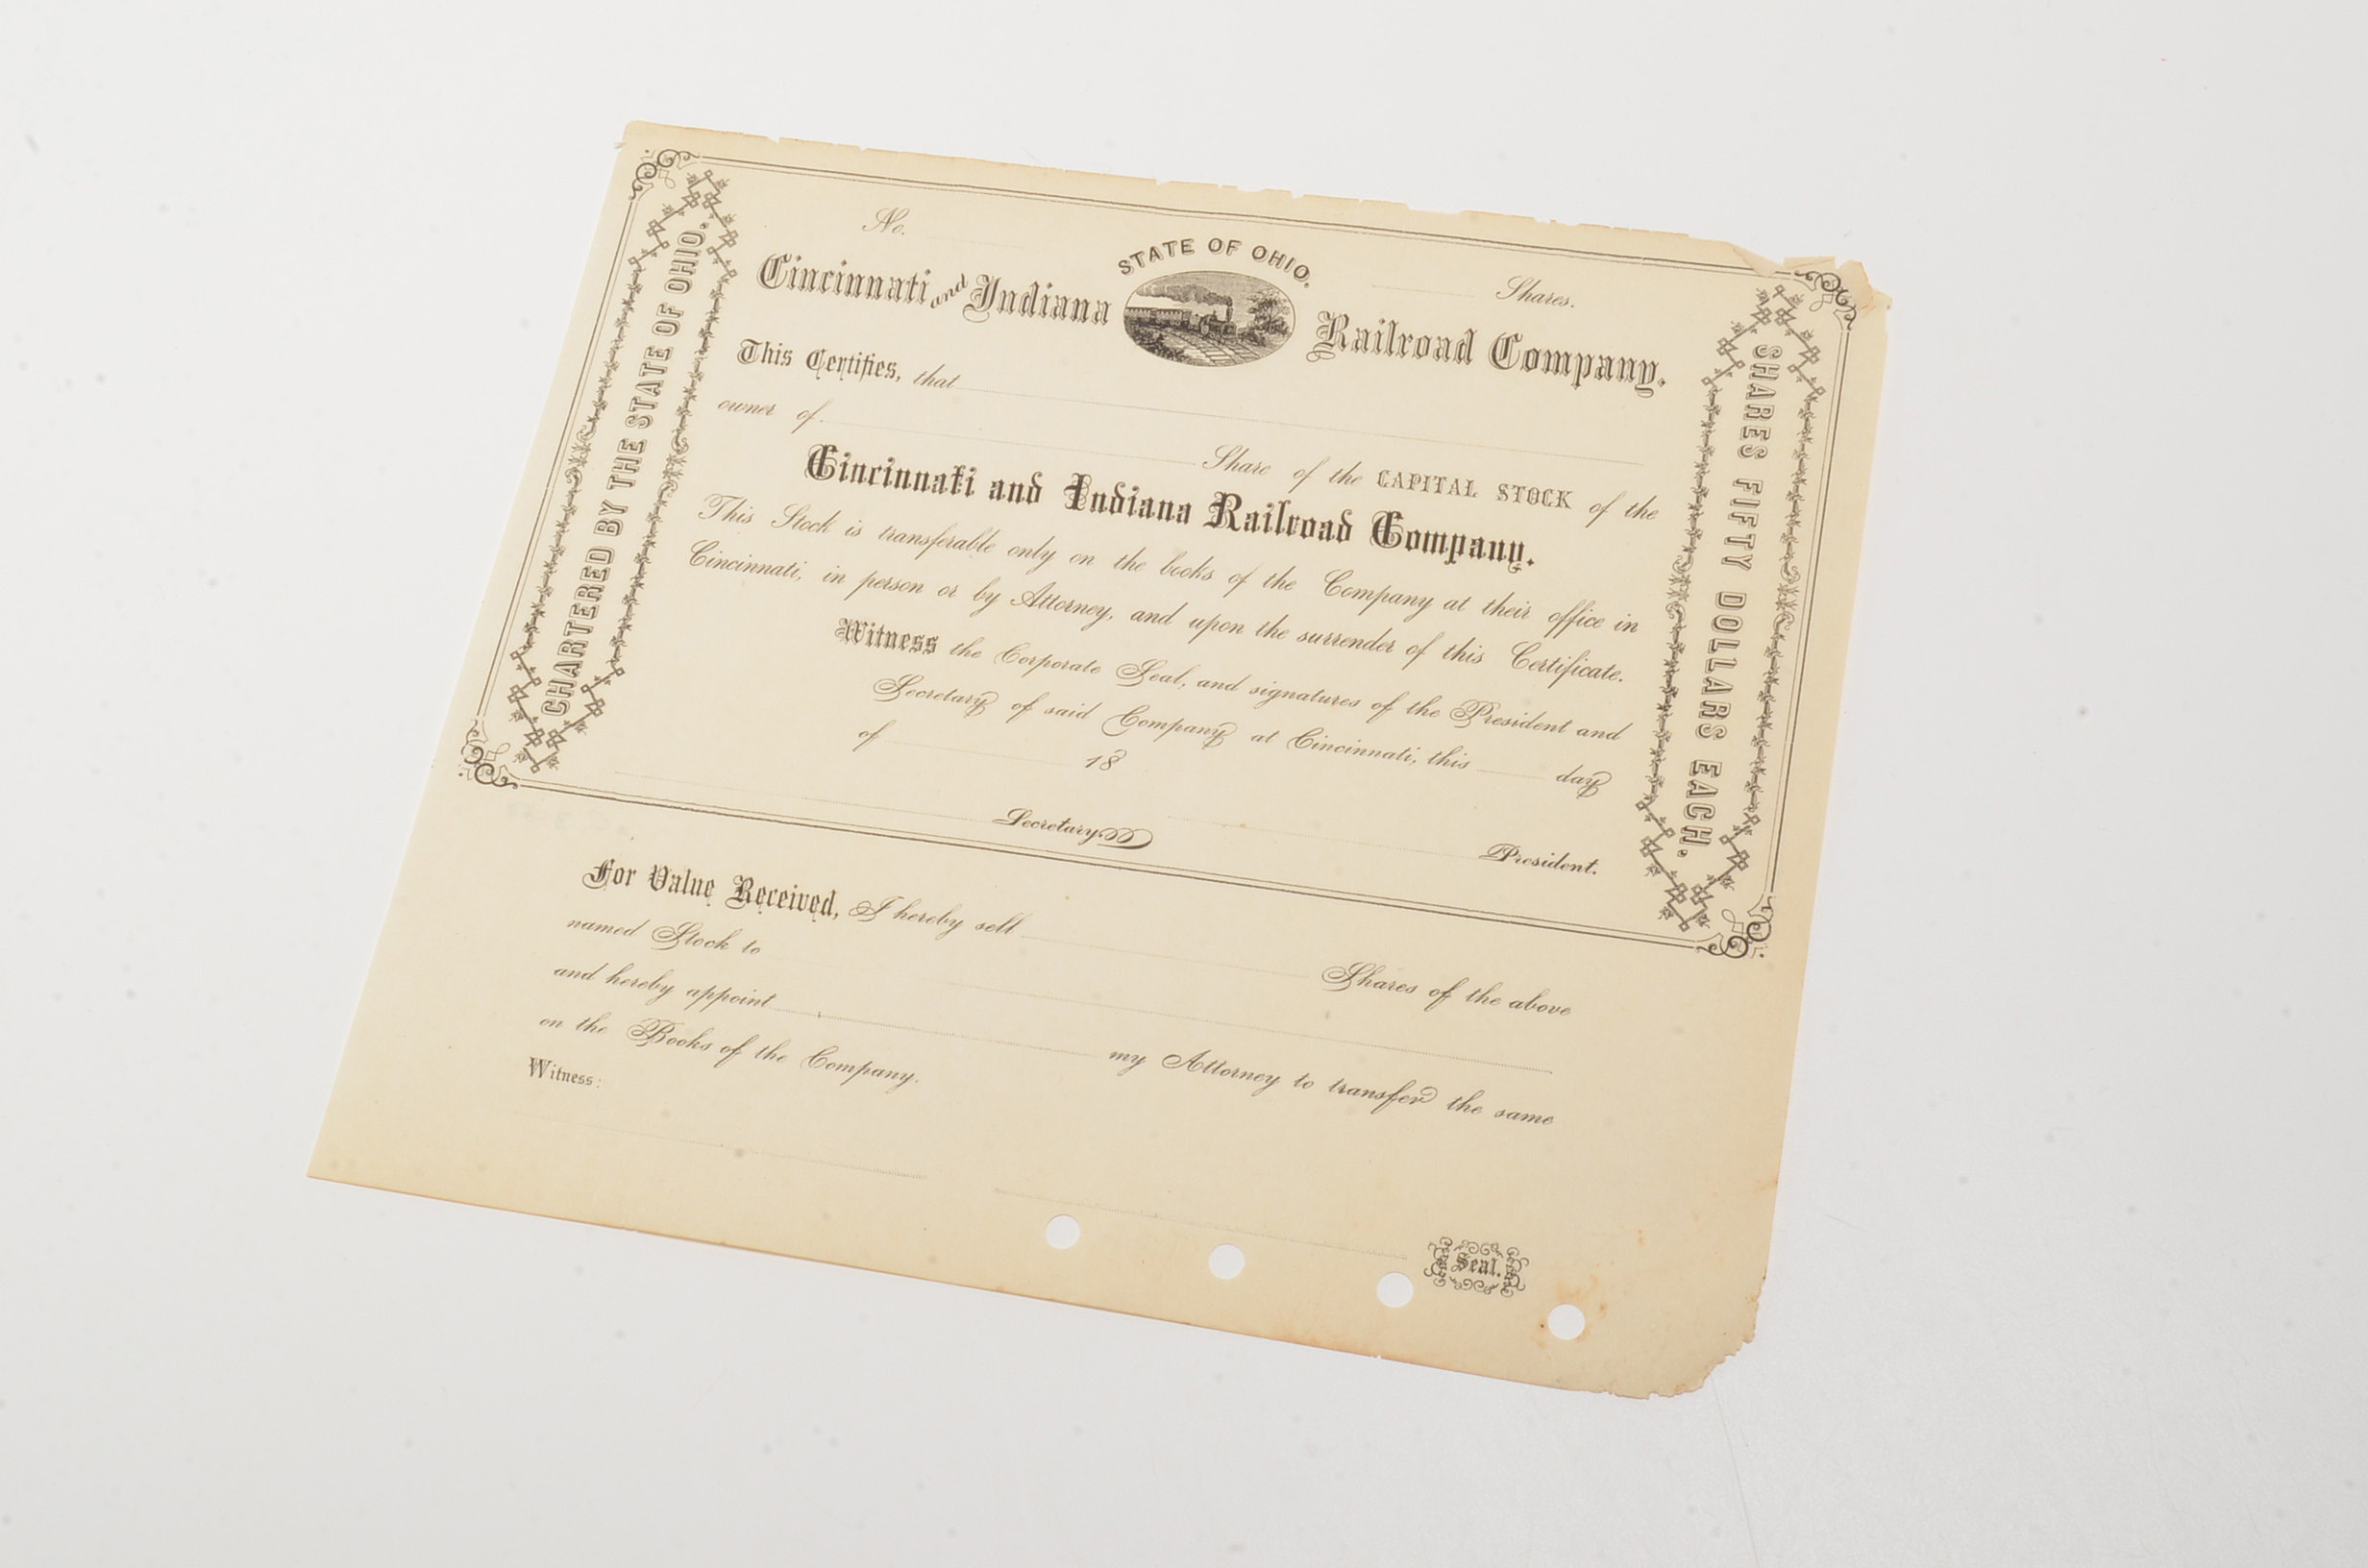 No.
STATE OF OHIO.
Shares.
Cincinnati and Indiana Railroad Company.
This Certifies, that
owner of
Share of the CAPITAL STOCK of the
Cincinnati and Indiana Railroad Company.
This Stock is transferable only on the books of the Company at their office in
Cincinnati, in person or by Attorney, and upon the surrender of this Certificate.
Witness the Corporate Seal, and signatures of the President and
Secretary of said Company at Cincinnati, this day
of 18
Secretary
President.
CHARTERED BY THE STATE OF OHIO.
SHARES FIFTY DOLLARS EACH.
For Value Received, I hereby sell Shares of the above
named Stock to
and hereby appoint my Attorney to transfer the same
on the Books of the Company.
Witness:
Seal.